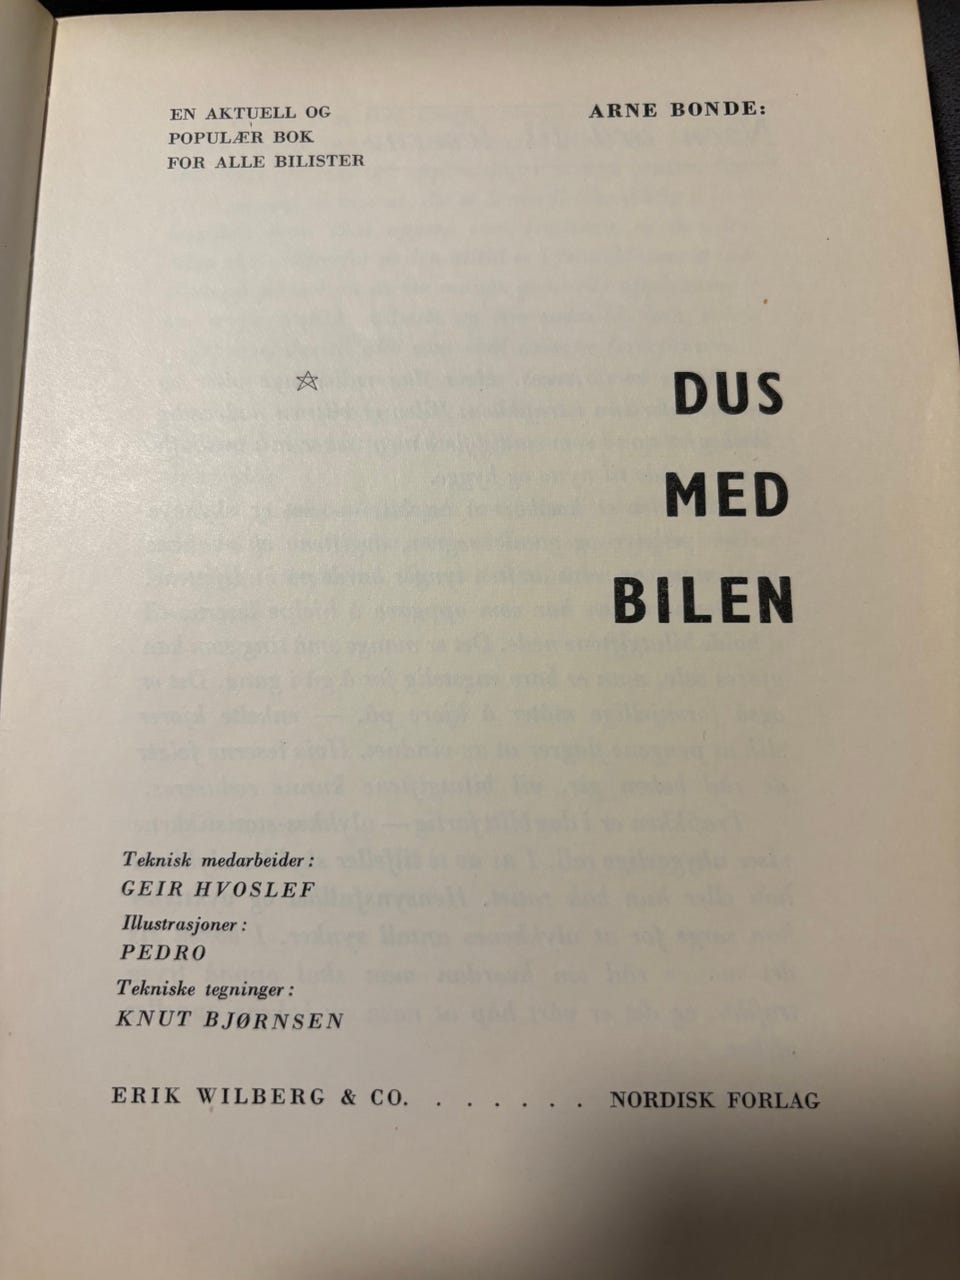 EN AKTUELL OG
POPULÆR BOK
FOR ALLE BILISTER
ARNE BONDE:
DUS
MED
BILEN
Teknisk medarbeider:
GEIR HVOSLEF
Illustrasjoner:
PEDRO
Tekniske tegninger:
KNUT BJØRNSEN
ERIK WILBERG & CO. . . . . . . NORDISK FORLAG